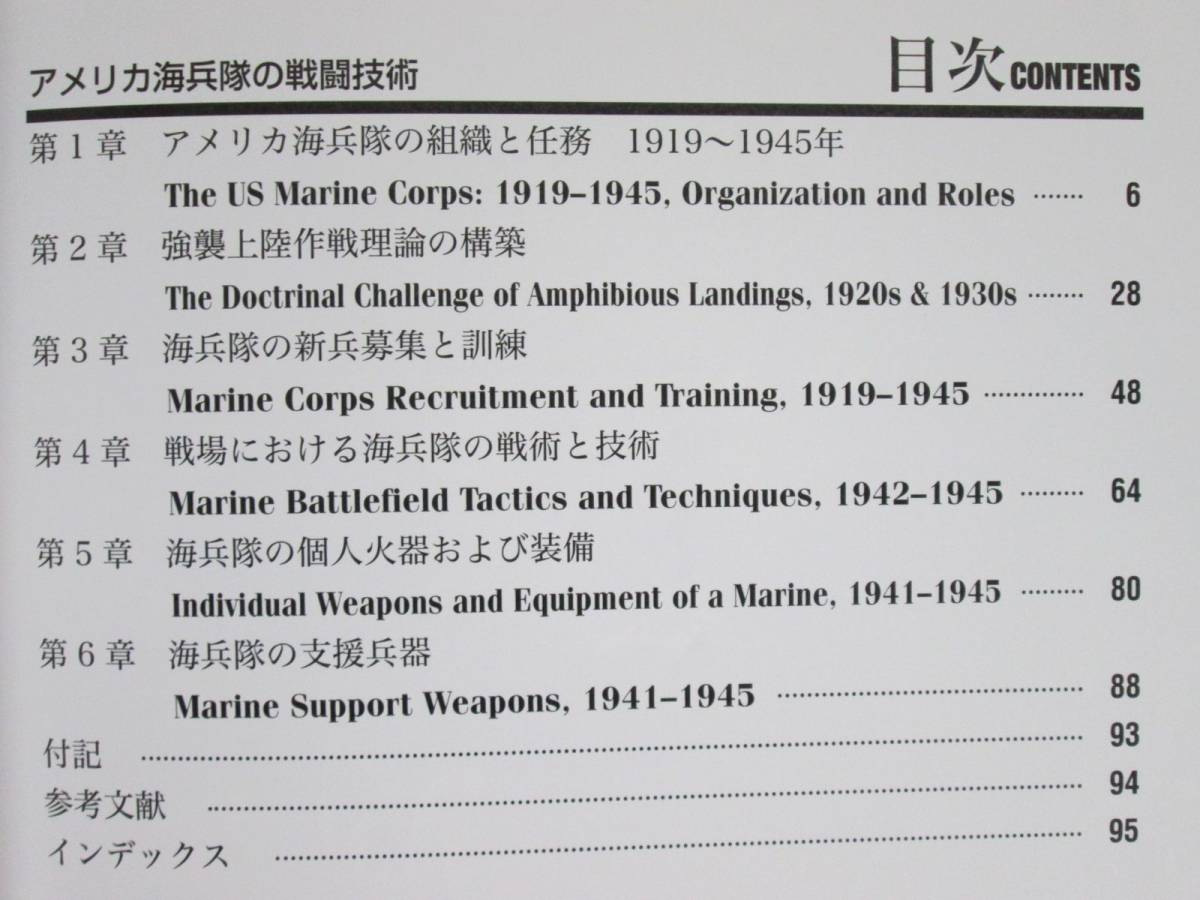 アメリカ海兵隊の戦闘技術
目次 CONTENTS
第1章 アメリカ海兵隊の組織と任務 1919～1945年
The US Marine Corps: 1919–1945, Organization and Roles ······· 6
第2章 強襲上陸作戦理論の構築
The Doctrinal Challenge of Amphibious Landings, 1920s & 1930s ········ 28
第3章 海兵隊の新兵募集と訓練
Marine Corps Recruitment and Training, 1919–1945 ·············· 48
第4章 戦場における海兵隊の戦術と技術
Marine Battlefield Tactics and Techniques, 1942–1945 ········· 64
第5章 海兵隊の個人火器および装備
Individual Weapons and Equipment of a Marine, 1941–1945 ········· 80
第6章 海兵隊の支援兵器
Marine Support Weapons, 1941–1945 ·········· 88
付記 ·········· 93
参考文献 ·········· 94
インデックス ·········· 95